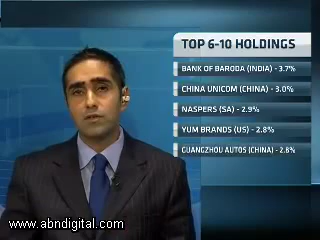 TOP 6-10 HOLDINGS
BANK OF BARODA (INDIA) - 3.7%
CHINA UNICOM (CHINA) - 3.0%
NASPERS (SA) - 2.9%
YUM BRANDS (US) - 2.8%
GUANGZHOU AUTOS (CHINA) - 2.8%
www.abndigital.com